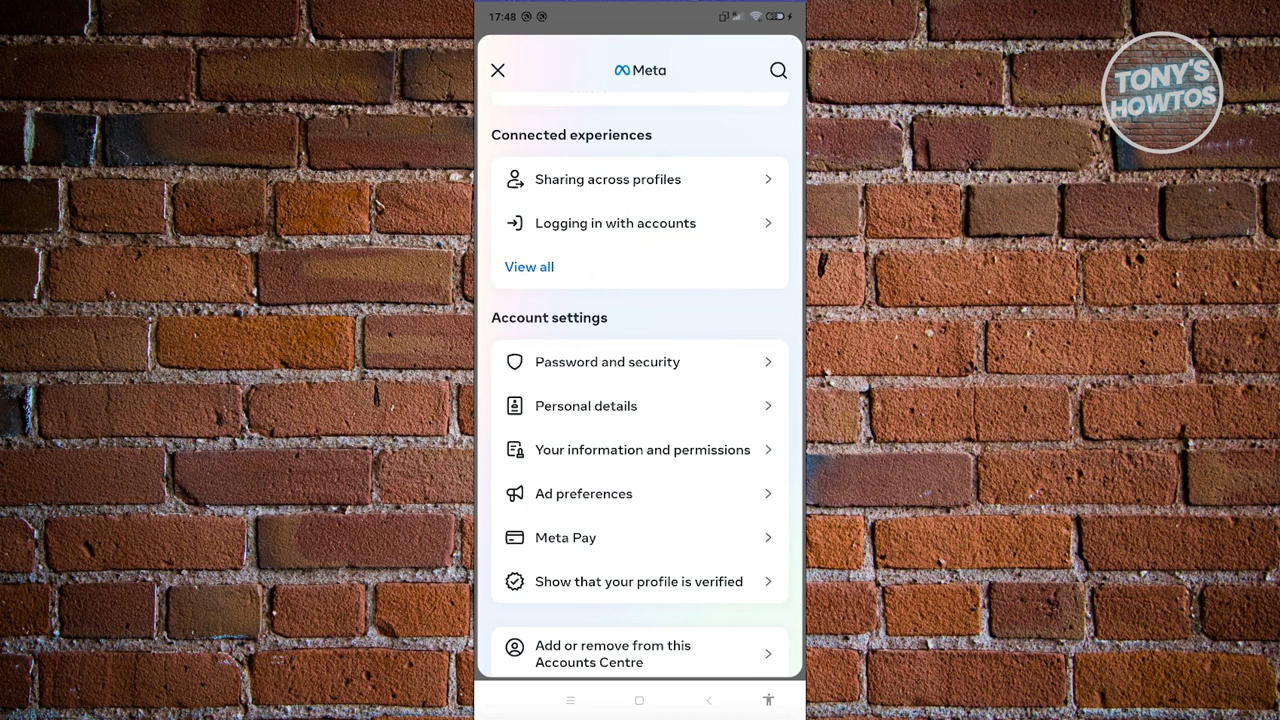 17:48
Meta
TONY'S
HOWTOS
Connected experiences
Sharing across profiles
Logging in with accounts
View all
Account settings
Password and security
Personal details
Your information and permissions
Ad preferences
Meta Pay
Show that your profile is verified
Add or remove from this
Accounts Centre